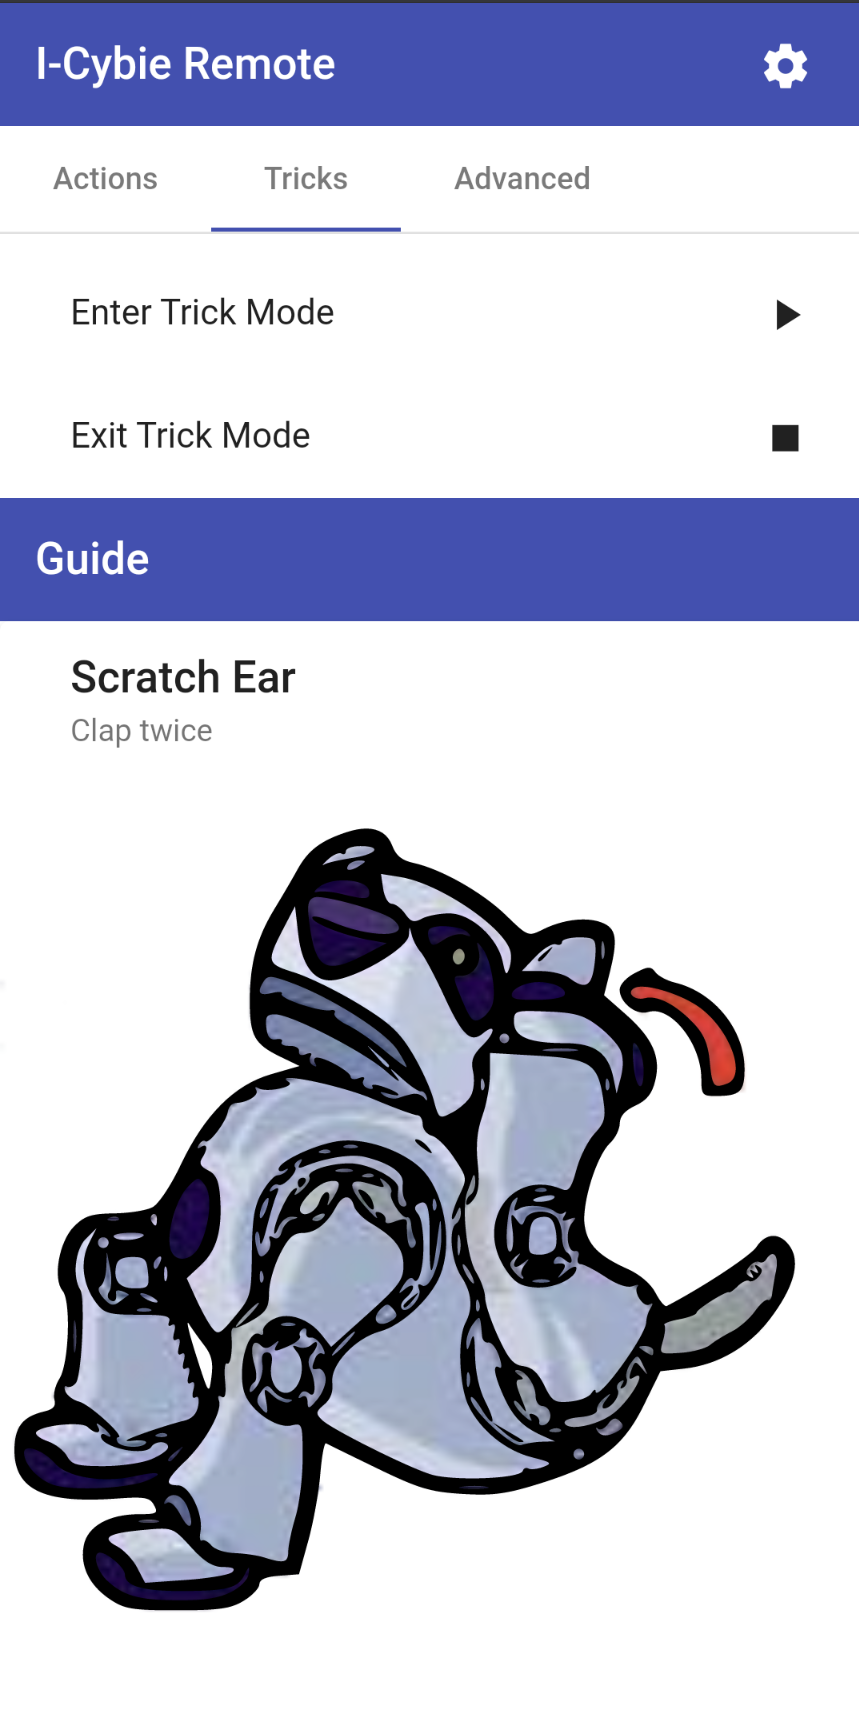 I-Cybie Remote
Actions Tricks Advanced
Enter Trick Mode
Exit Trick Mode
Guide
Scratch Ear
Clap twice